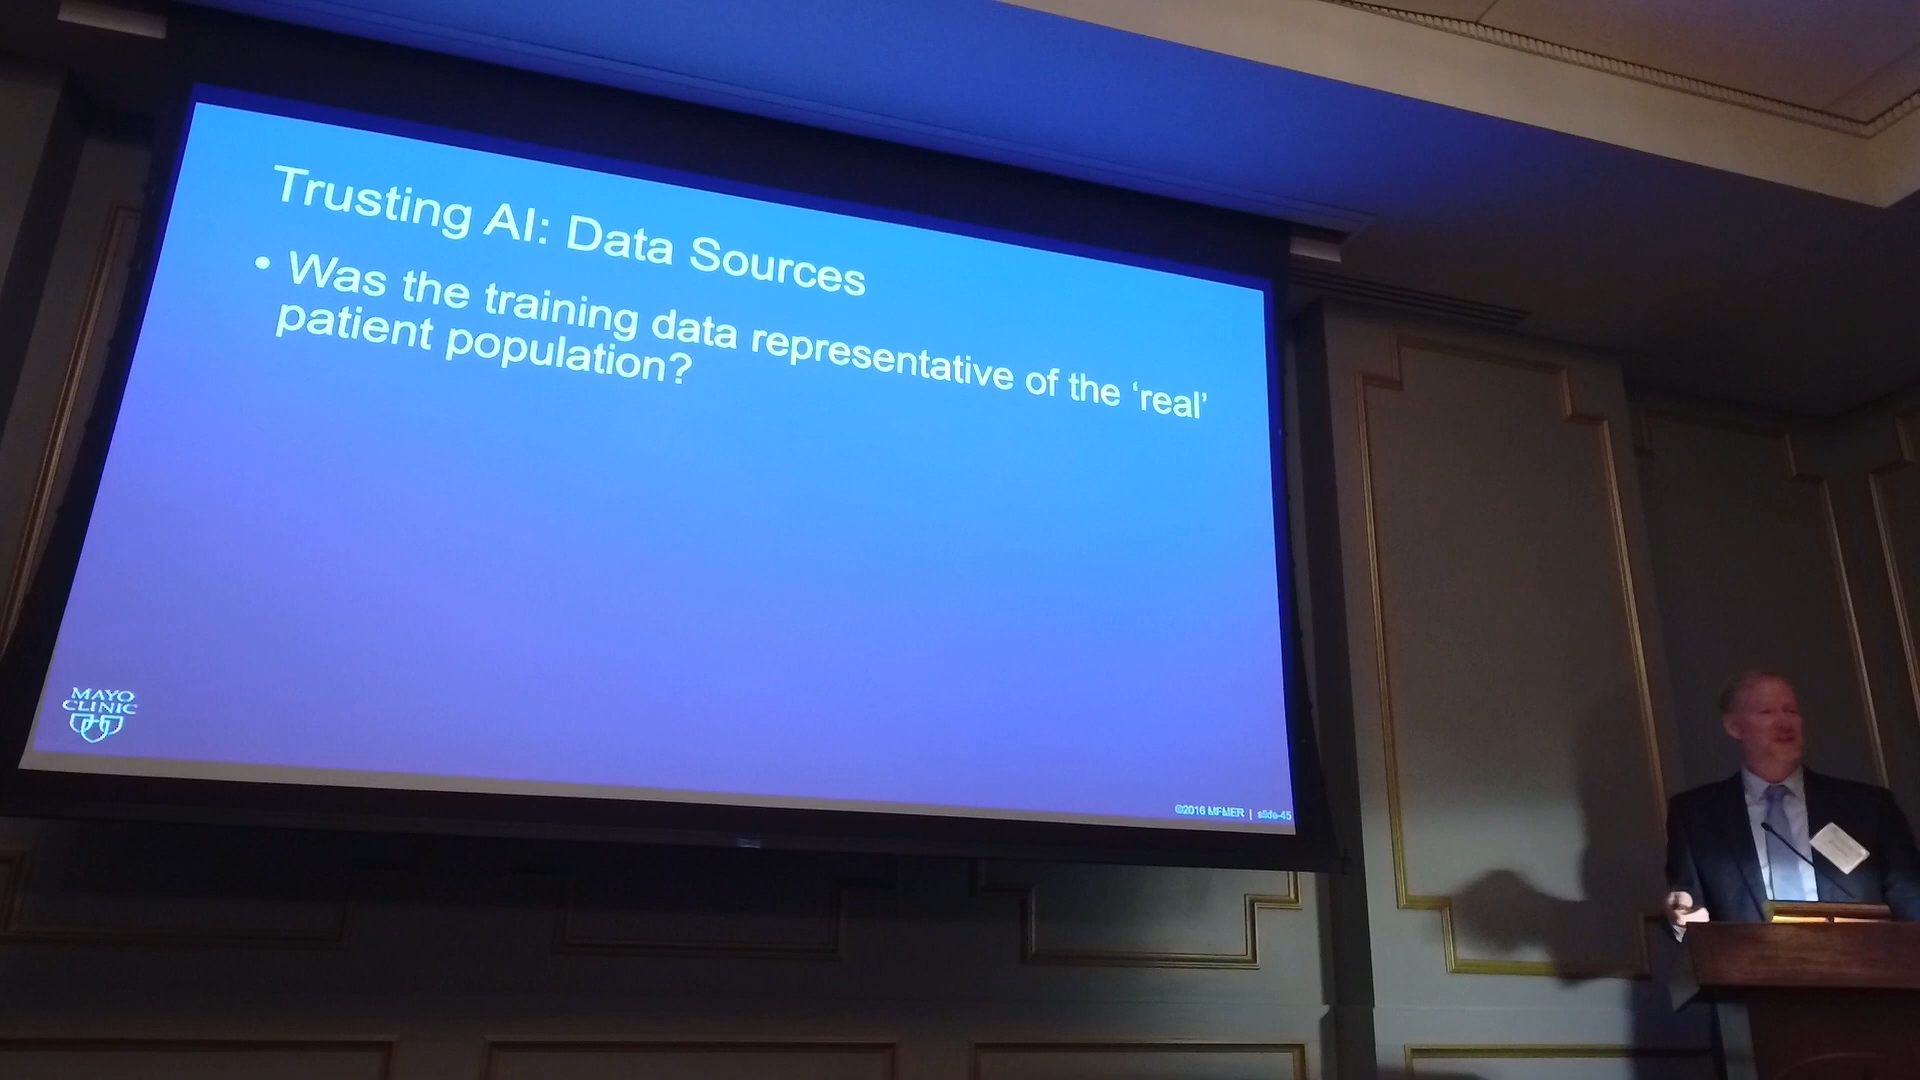 Trusting AI: Data Sources
• Was the training data representative of the ‘real’
patient population?
MAYO
CLINIC
©2016 MFMER | slide-45